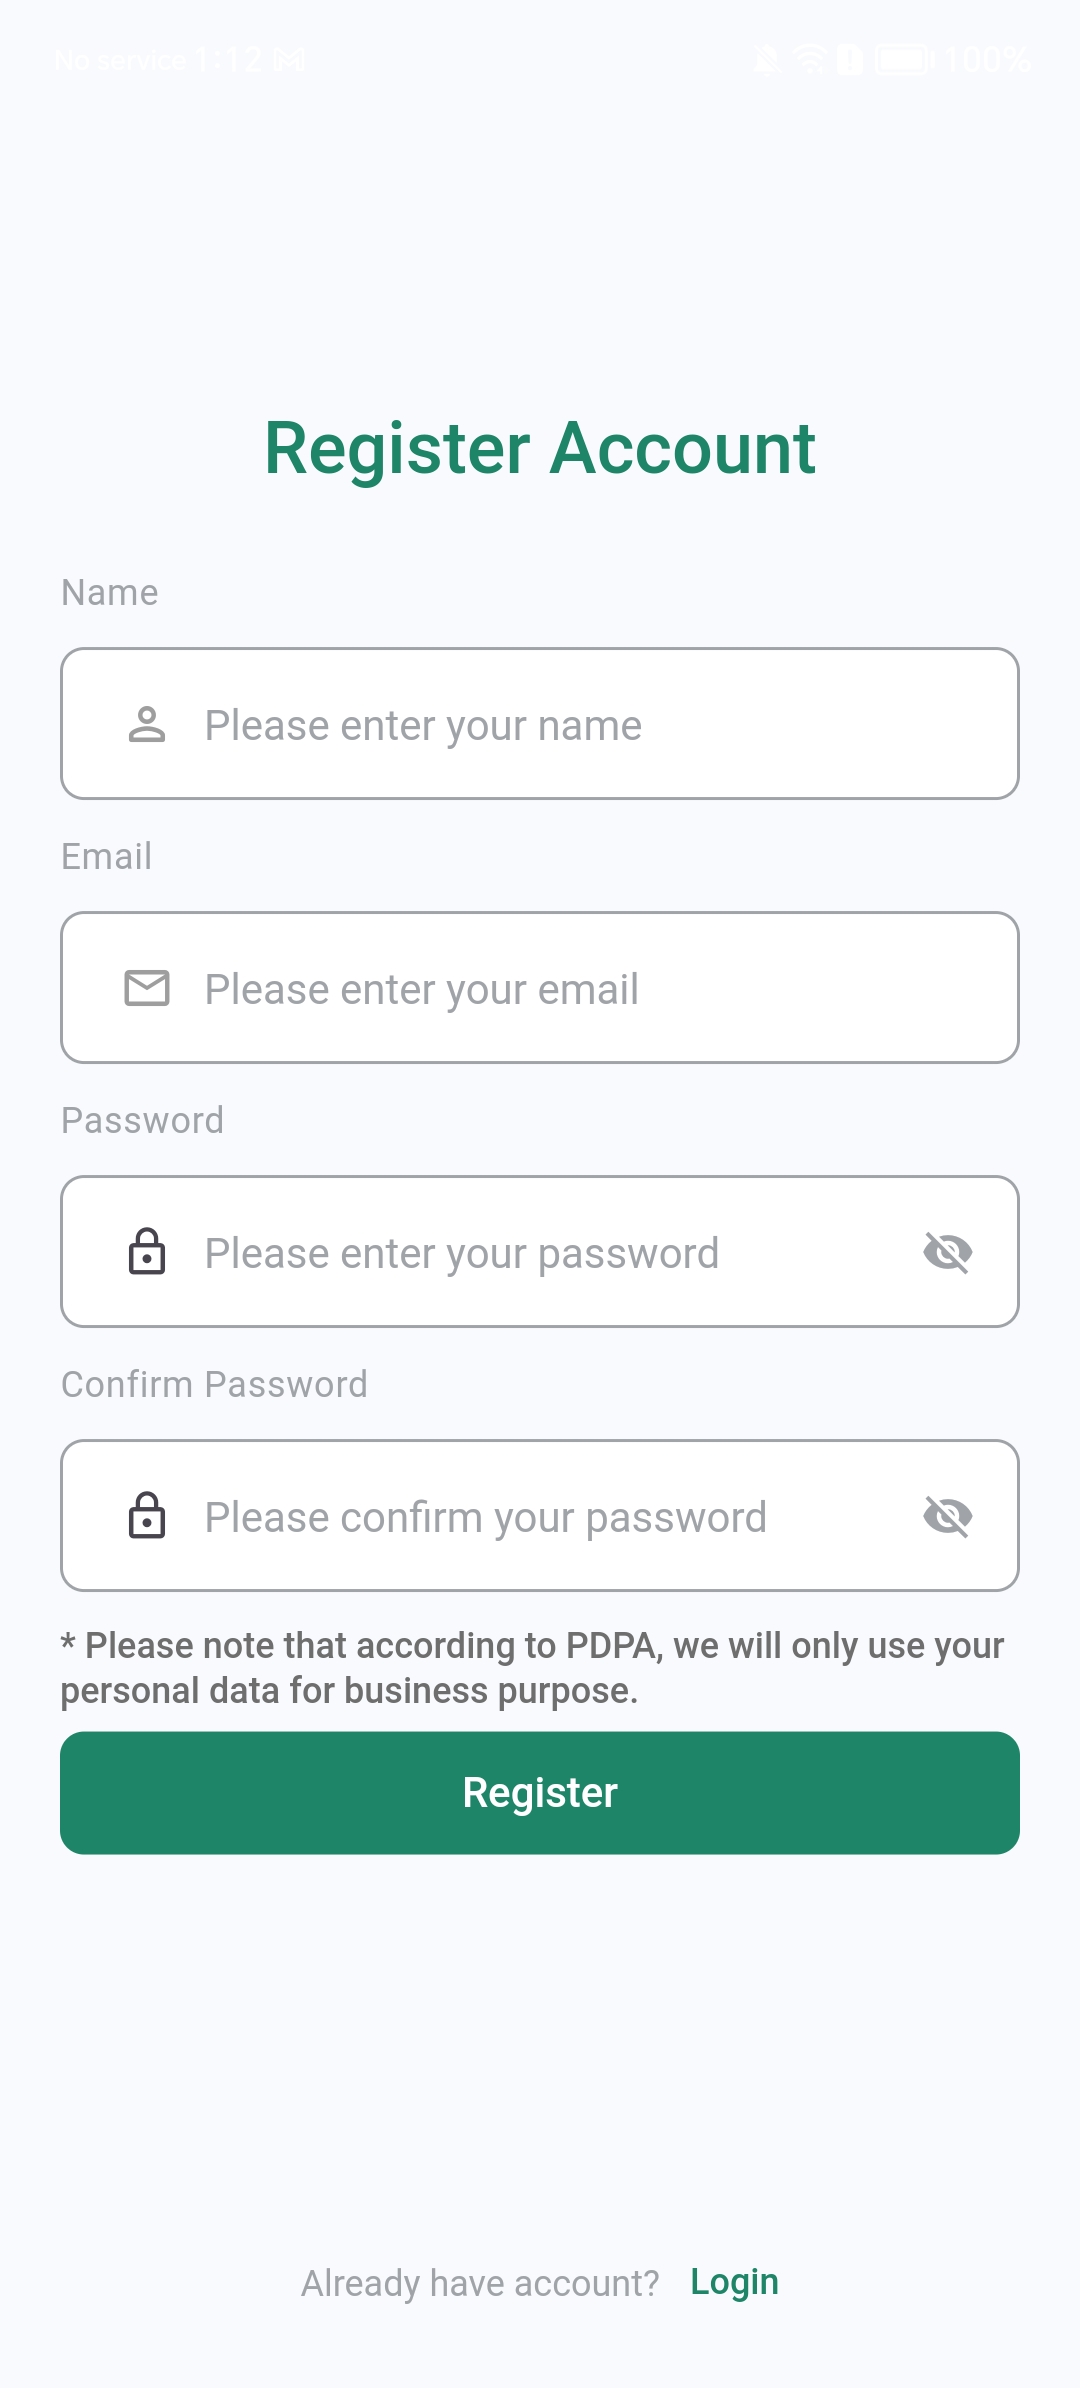 No service 1:12
100%
Register Account
Name
Please enter your name
Email
Please enter your email
Password
Please enter your password
Confirm Password
Please confirm your password
* Please note that according to PDPA, we will only use your
personal data for business purpose.
Register
Already have account? Login